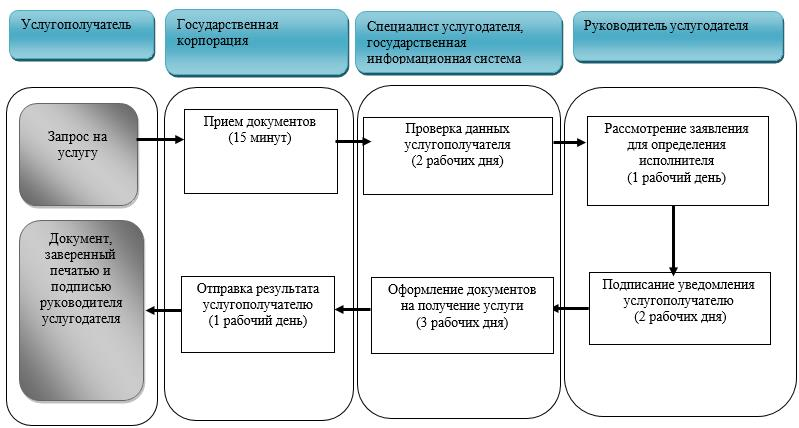 Услугополучатель
Государственная
корпорация
Специалист услугодателя,
государственная
информационная система
Руководитель услугодателя
Запрос на
услугу
Прием документов
(15 минут)
Проверка данных
услугополучателя
(2 рабочих дня)
Рассмотрение заявления
для определения
исполнителя
(1 рабочий день)
Документ,
заверенный
печатью и
подписью
руководителя
услугодателя
Отправка результата
услугополучателю
(1 рабочий день)
Оформление документов
на получение услуги
(3 рабочих дня)
Подписание уведомления
услугополучателю
(2 рабочих дня)